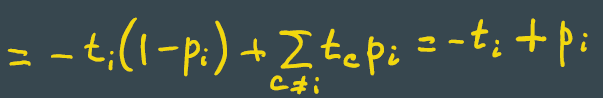 = -tᵢ(1-pᵢ) + ∑_{c≠i} t_c pᵢ = -tᵢ + pᵢ